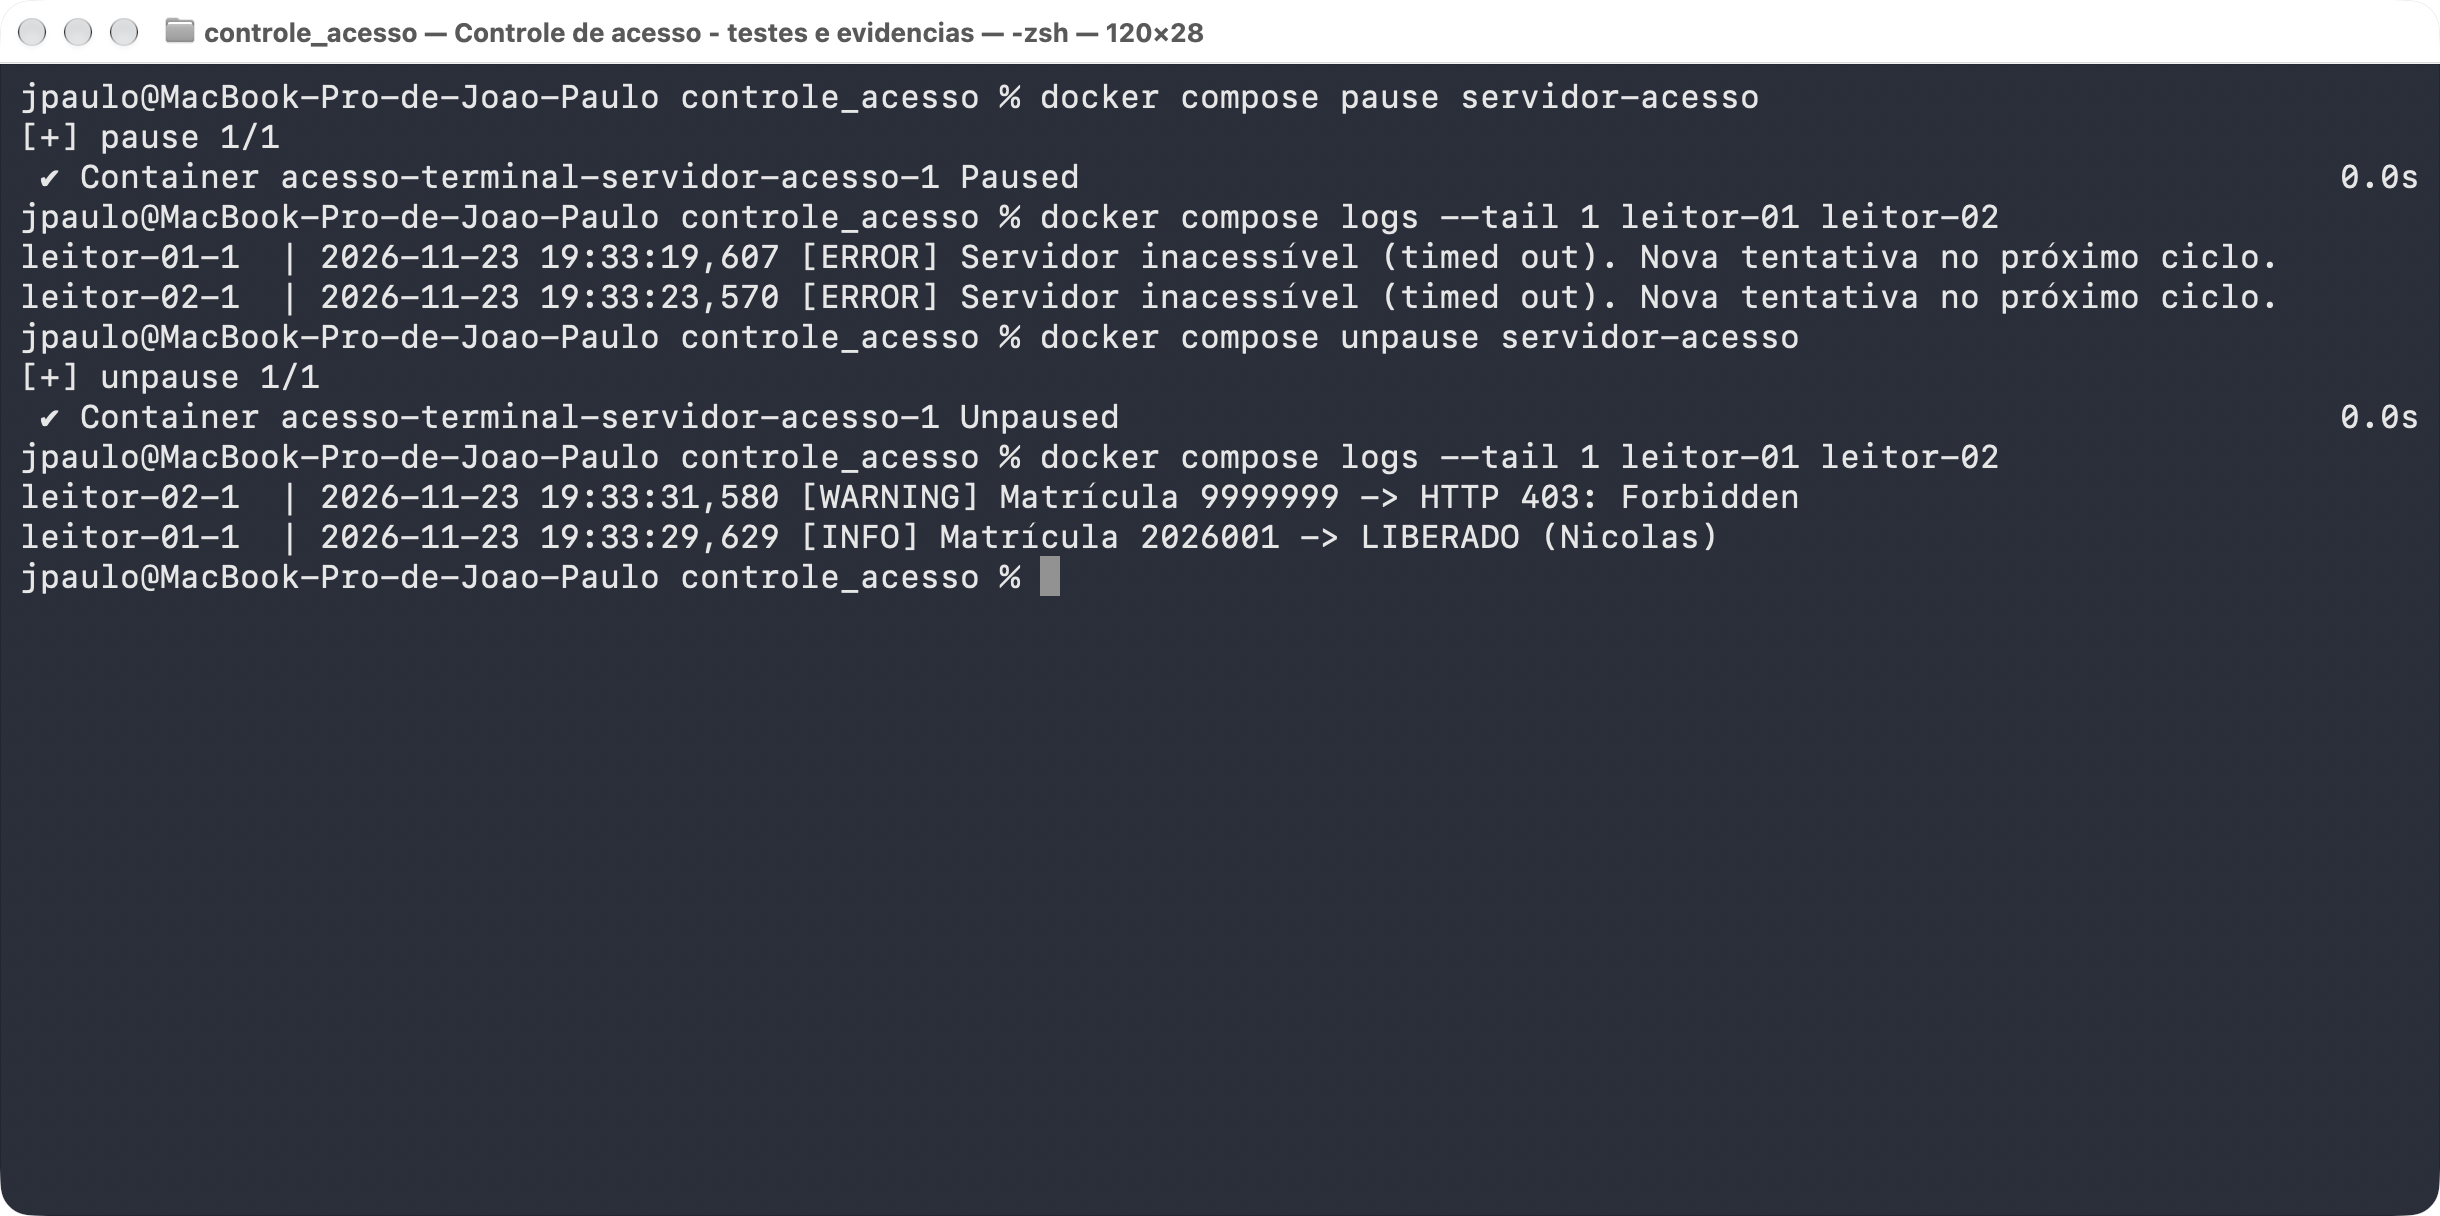 controle_acesso — Controle de acesso - testes e evidencias — -zsh — 120×28
jpaulo@MacBook-Pro-de-Joao-Paulo controle_acesso % docker compose pause servidor-acesso
[+] pause 1/1
✔ Container acesso-terminal-servidor-acesso-1 Paused 0.0s
jpaulo@MacBook-Pro-de-Joao-Paulo controle_acesso % docker compose logs --tail 1 leitor-01 leitor-02
leitor-01-1  | 2026-11-23 19:33:19,607 [ERROR] Servidor inacessível (timed out). Nova tentativa no próximo ciclo.
leitor-02-1  | 2026-11-23 19:33:23,570 [ERROR] Servidor inacessível (timed out). Nova tentativa no próximo ciclo.
jpaulo@MacBook-Pro-de-Joao-Paulo controle_acesso % docker compose unpause servidor-acesso
[+] unpause 1/1
✔ Container acesso-terminal-servidor-acesso-1 Unpaused 0.0s
jpaulo@MacBook-Pro-de-Joao-Paulo controle_acesso % docker compose logs --tail 1 leitor-01 leitor-02
leitor-02-1  | 2026-11-23 19:33:31,580 [WARNING] Matrícula 9999999 -> HTTP 403: Forbidden
leitor-01-1  | 2026-11-23 19:33:29,629 [INFO] Matrícula 2026001 -> LIBERADO (Nicolas)
jpaulo@MacBook-Pro-de-Joao-Paulo controle_acesso %